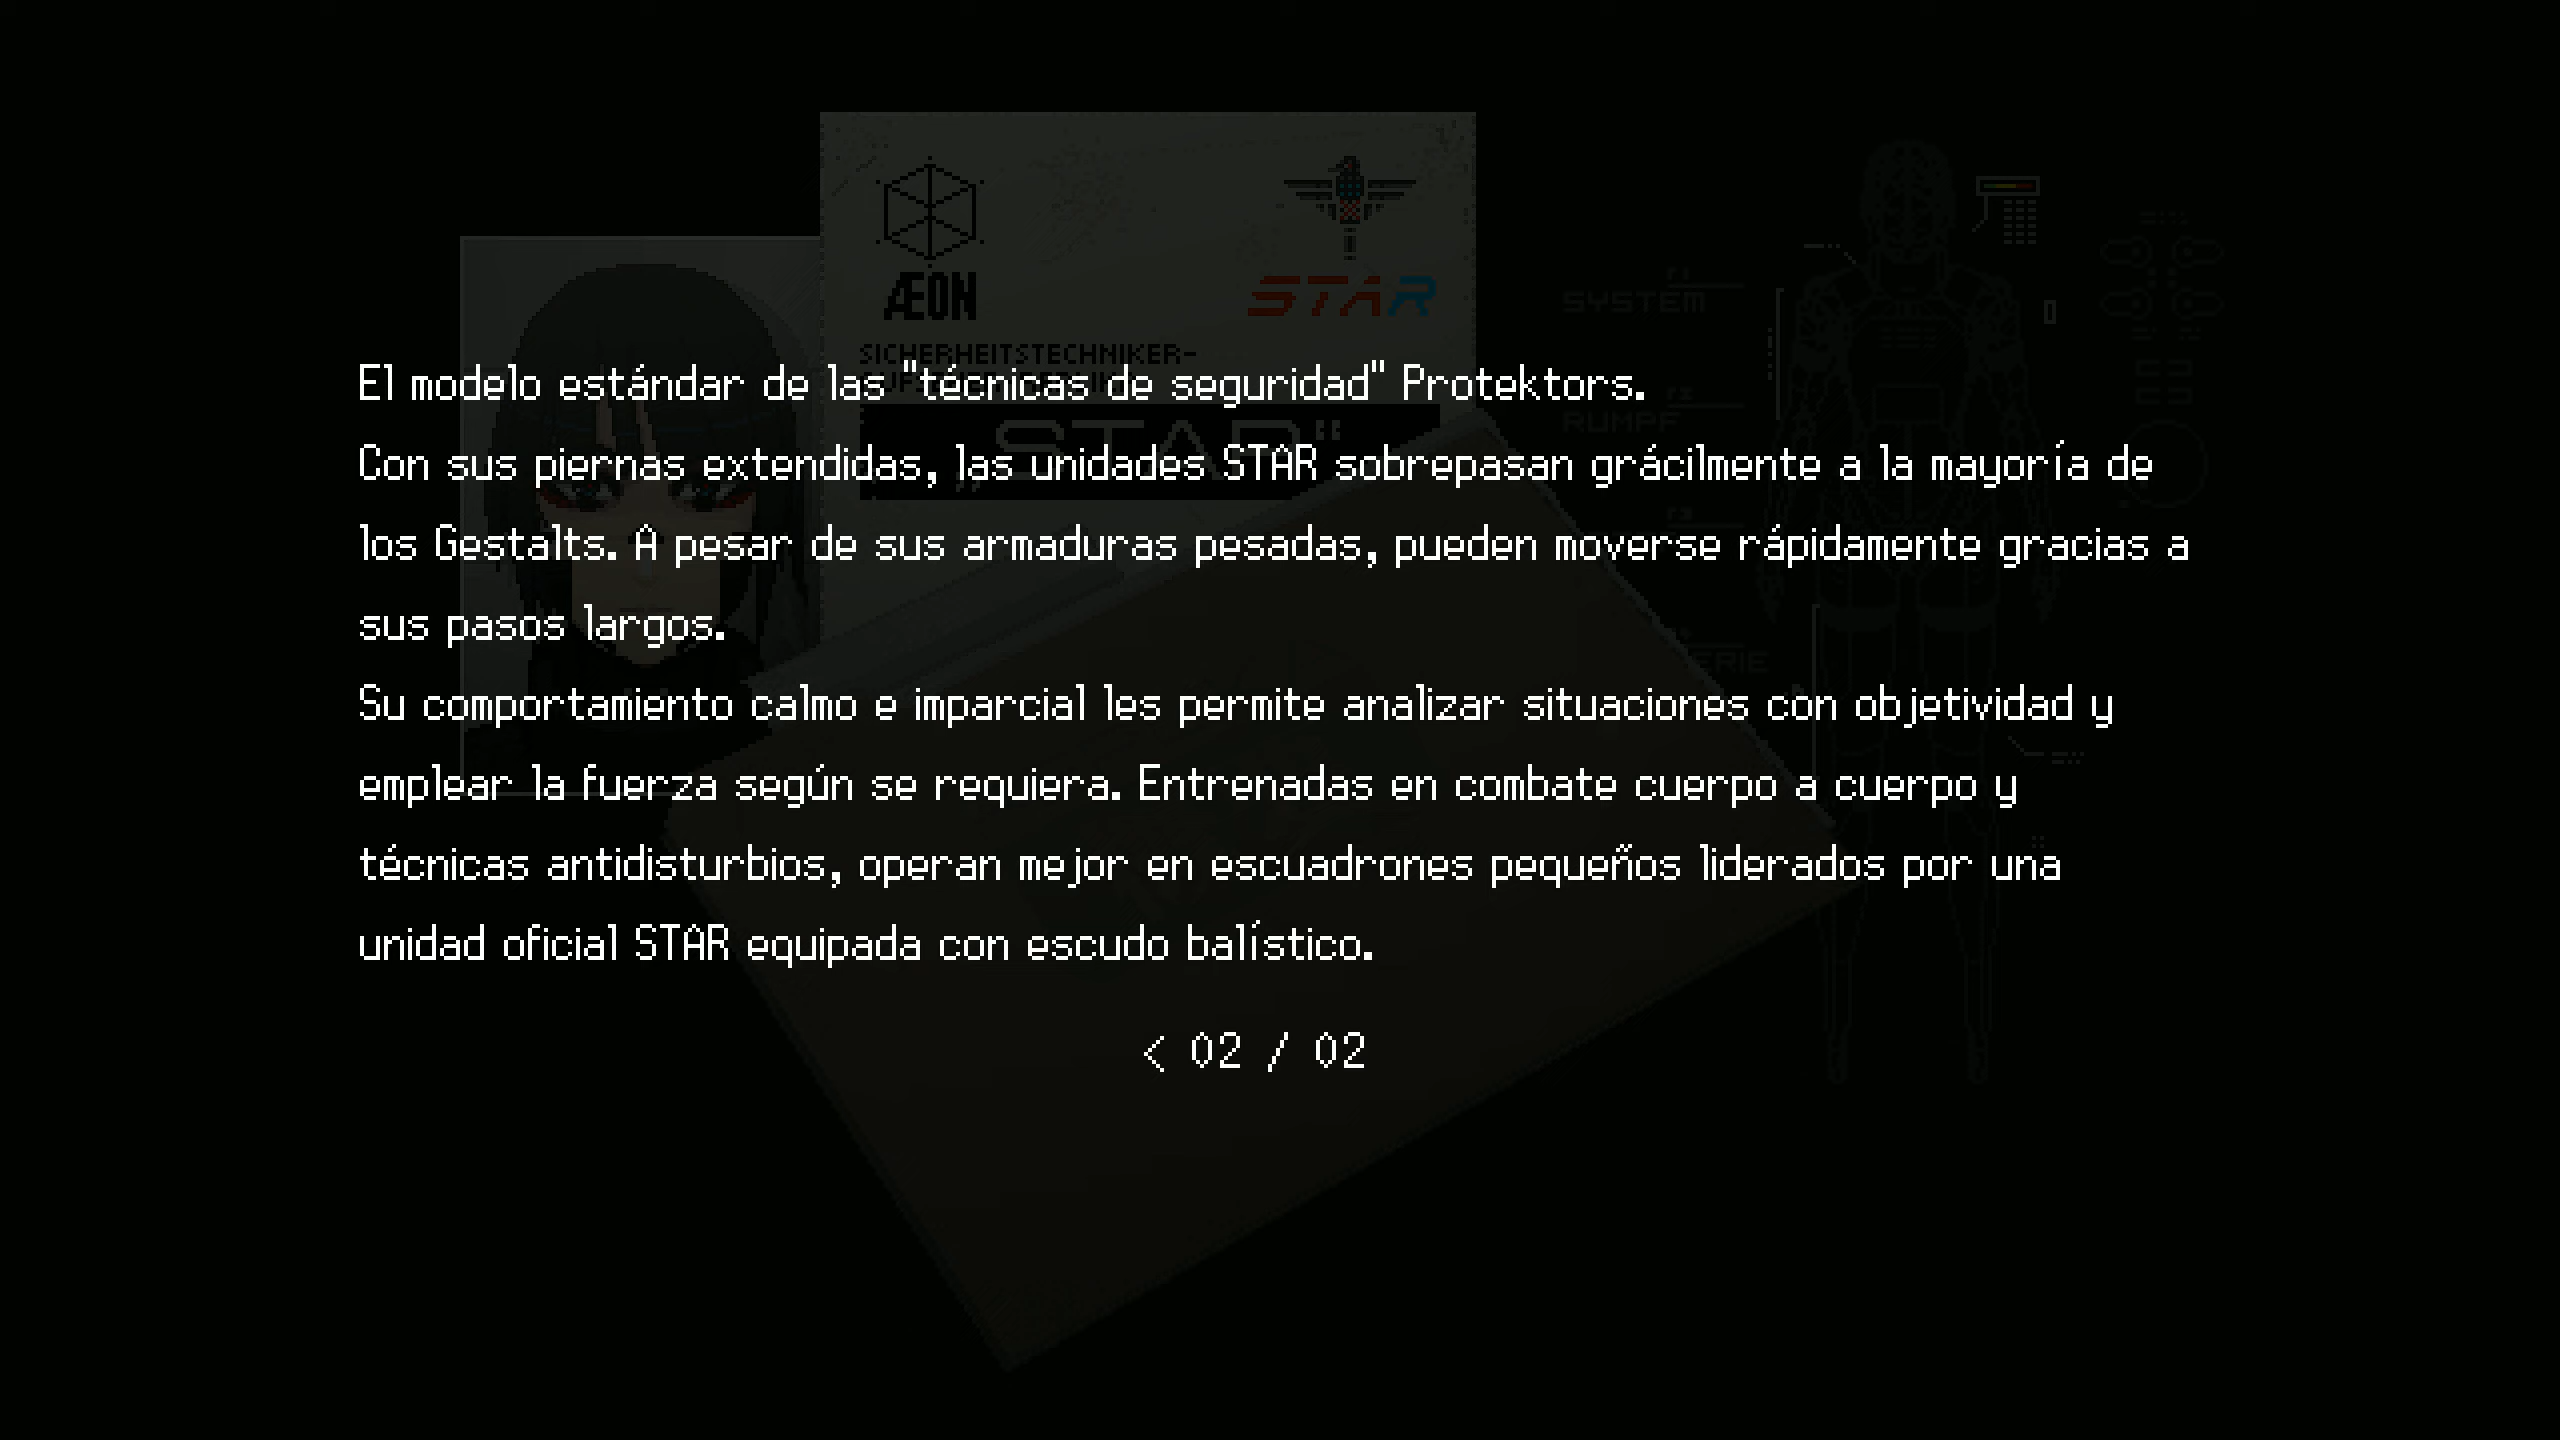 ÆON
STAR
SICHERHEITSTECHNIKER-
"STAR"
SYSTEM
RUMPF
El modelo estándar de las "técnicas de seguridad" Protektors.
Con sus piernas extendidas, las unidades STAR sobrepasan grácilmente a la mayoría de
los Gestalts. A pesar de sus armaduras pesadas, pueden moverse rápidamente gracias a
sus pasos largos.
Su comportamiento calmo e imparcial les permite analizar situaciones con objetividad y
emplear la fuerza según se requiera. Entrenadas en combate cuerpo a cuerpo y
técnicas antidisturbios, operan mejor en escuadrones pequeños liderados por una
unidad oficial STAR equipada con escudo balístico.
< 02 / 02